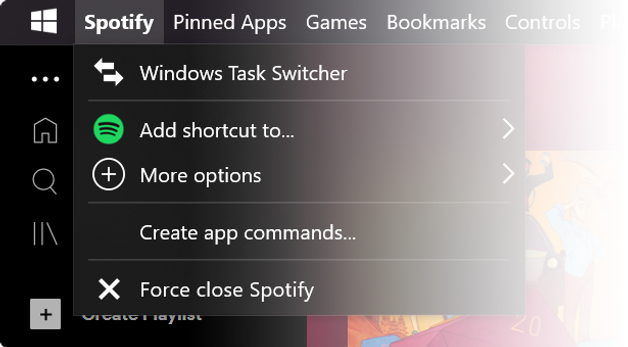 Spotify Pinned Apps Games Bookmarks Controls
Windows Task Switcher
Add shortcut to...
More options
Create app commands...
Force close Spotify
Create Playlist
20